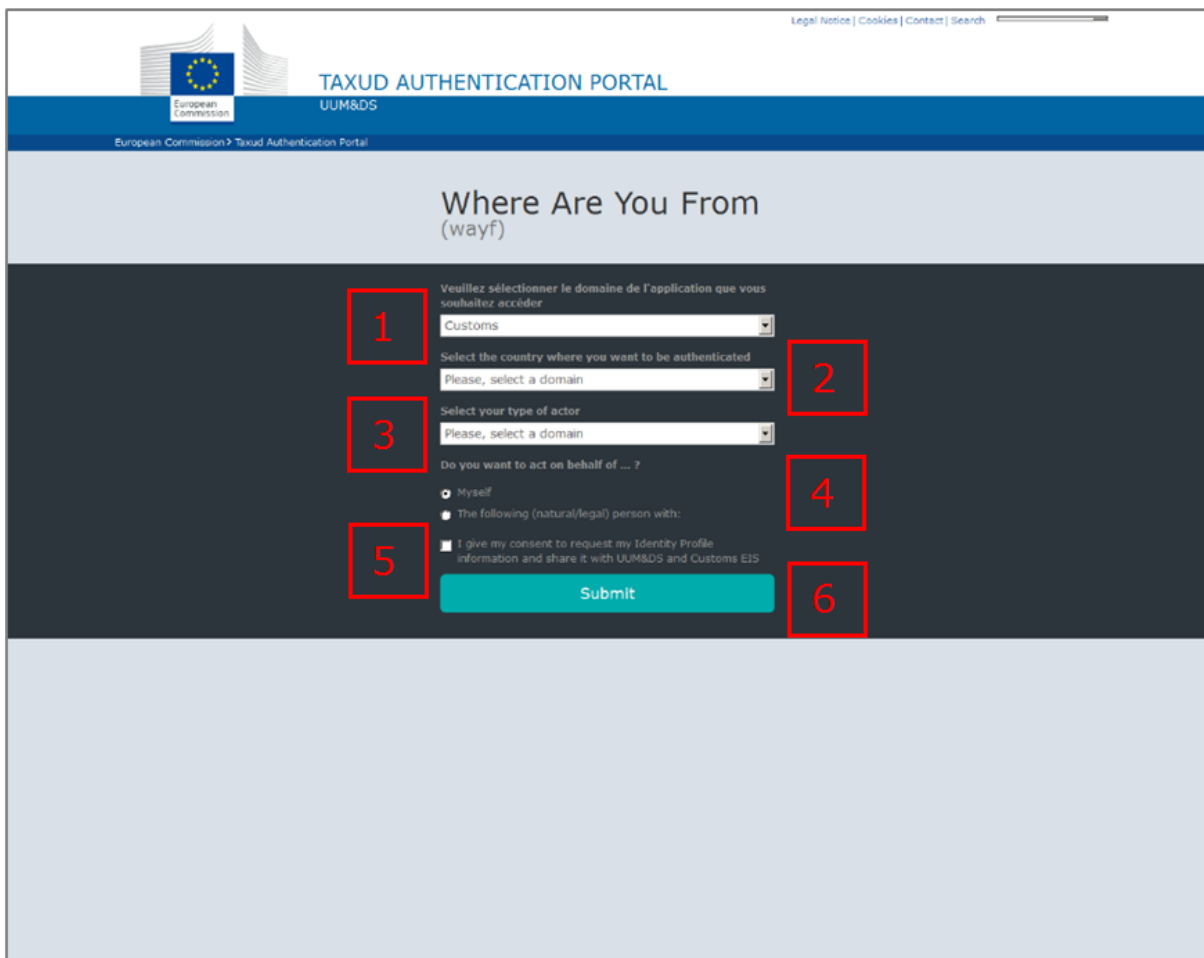 Legal Notice | Cookies | Contact | Search
TAXUD AUTHENTICATION PORTAL
European
Commission
UUM&DS
European Commission > Taxud Authentication Portal
Where Are You From
(wayf)
Veuillez sélectionner le domaine de l'application que vous
souhaitez accéder
1
Customs
Select the country where you want to be authenticated
2
Please, select a domain
Select your type of actor
3
Please, select a domain
Do you want to act on behalf of ... ?
4
Myself
The following (natural/legal) person with:
5
I give my consent to request my Identity Profile
information and share it with UUM&DS and Customs EIS
Submit
6